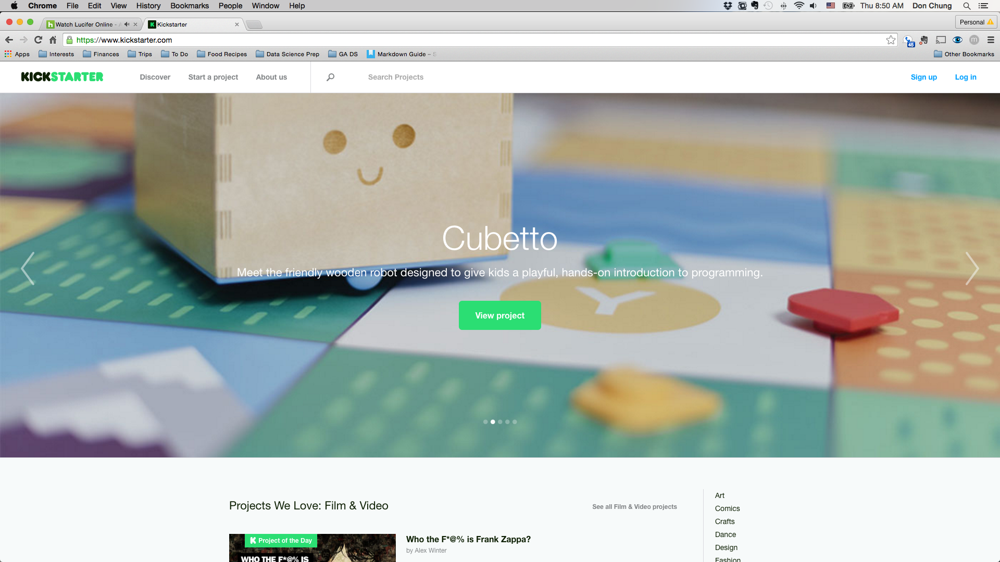 Chrome File Edit View History Bookmarks People Window Help Thu 8:50 AM Don Chung
Watch Lucifer Online - Kickstarter Personal
https://www.kickstarter.com 45 m
Apps Interests Finances Trips To Do Food Recipes Data Science Prep GA DS Markdown Guide – S Other Bookmarks
KICKSTARTER Discover Start a project About us Search Projects Sign up Log in
Cubetto
Meet the friendly wooden robot designed to give kids a playful, hands-on introduction to programming.
Y
View project
Projects We Love: Film & Video See all Film & Video projects
Project of the Day
WHO THE F*@% IS
Who the F*@% is Frank Zappa?
by Alex Winter
Art
Comics
Crafts
Dance
Design
Fashion